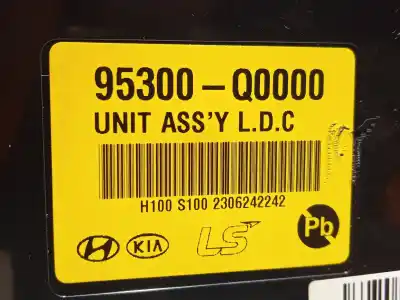 95300-Q0000
UNIT ASS'Y L.D.C
H100 S100 2306242242
KIA LS Pb